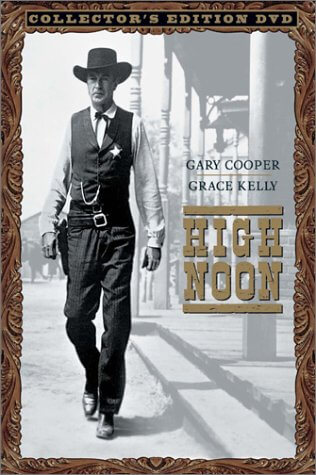 COLLECTOR'S EDITION DVD
GARY COOPER
GRACE KELLY
HIGH
NOON